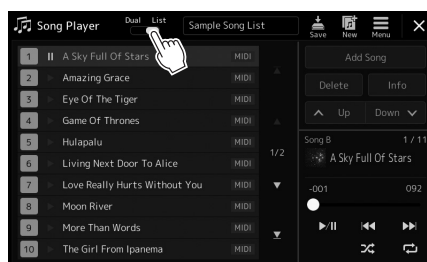 Song Player
Dual List
Sample Song List
Save
New
Menu
1 A Sky Full Of Stars MIDI
2 Amazing Grace MIDI
3 Eye Of The Tiger MIDI
4 Game Of Thrones MIDI
5 Hulapalu MIDI
6 Living Next Door To Alice MIDI
7 Love Really Hurts Without You MIDI
8 Moon River MIDI
9 More Than Words MIDI
10 The Girl From Ipanema MIDI
1/2
Add Song
Delete
Info
Up
Down
Song B
1 / 11
A Sky Full Of Stars
-001
092